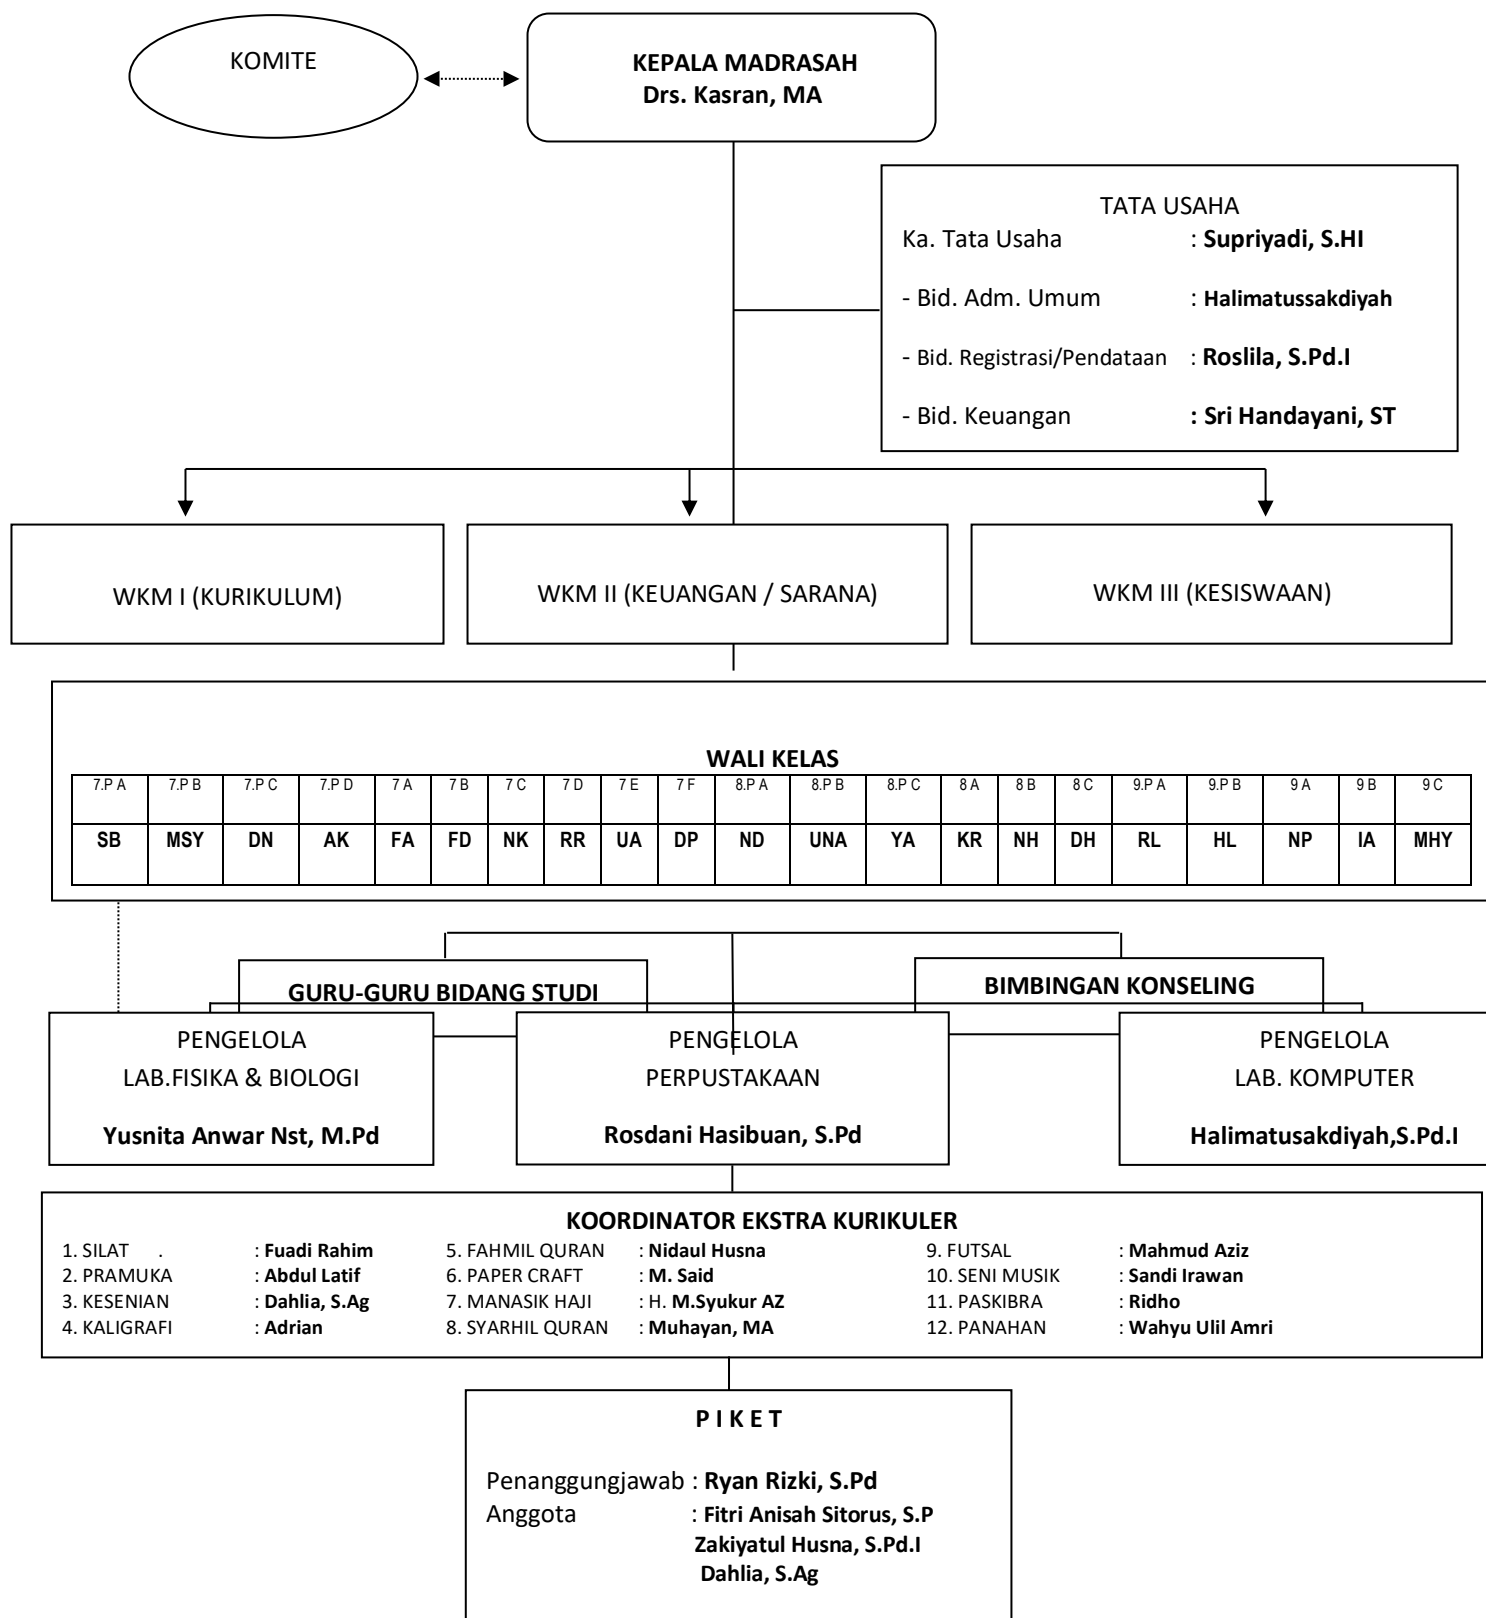 KOMITE
KEPALA MADRASAH
Drs. Kasran, MA
TATA USAHA
Ka. Tata Usaha : Supriyadi, S.HI
- Bid. Adm. Umum : Halimatussakdiyah
- Bid. Registrasi/Pendataan : Roslila, S.Pd.I
- Bid. Keuangan : Sri Handayani, ST
WKM I (KURIKULUM)
WKM II (KEUANGAN / SARANA)
WKM III (KESISWAAN)
WALI KELAS
7.P A 7.P B 7.P C 7.P D 7 A 7 B 7 C 7 D 7 E 7 F 8.P A 8.P B 8.P C 8 A 8 B 8 C 9.P A 9.P B 9 A 9 B 9 C
SB MSY DN AK FA FD NK RR UA DP ND UNA YA KR NH DH RL HL NP IA MHY
GURU-GURU BIDANG STUDI
BIMBINGAN KONSELING
PENGELOLA
LAB.FISIKA & BIOLOGI
Yusnita Anwar Nst, M.Pd
PENGELOLA
PERPUSTAKAAN
Rosdani Hasibuan, S.Pd
PENGELOLA
LAB. KOMPUTER
Halimatusakdiyah,S.Pd.I
KOORDINATOR EKSTRA KURIKULER
1. SILAT . : Fuadi Rahim 5. FAHMIL QURAN : Nidaul Husna 9. FUTSAL : Mahmud Aziz
2. PRAMUKA : Abdul Latif 6. PAPER CRAFT : M. Said 10. SENI MUSIK : Sandi Irawan
3. KESENIAN : Dahlia, S.Ag 7. MANASIK HAJI : H. M.Syukur AZ 11. PASKIBRA : Ridho
4. KALIGRAFI : Adrian 8. SYARHIL QURAN : Muhayan, MA 12. PANAHAN : Wahyu Ulil Amri
P I K E T
Penanggungjawab : Ryan Rizki, S.Pd
Anggota : Fitri Anisah Sitorus, S.P
Zakiyatul Husna, S.Pd.I
Dahlia, S.Ag